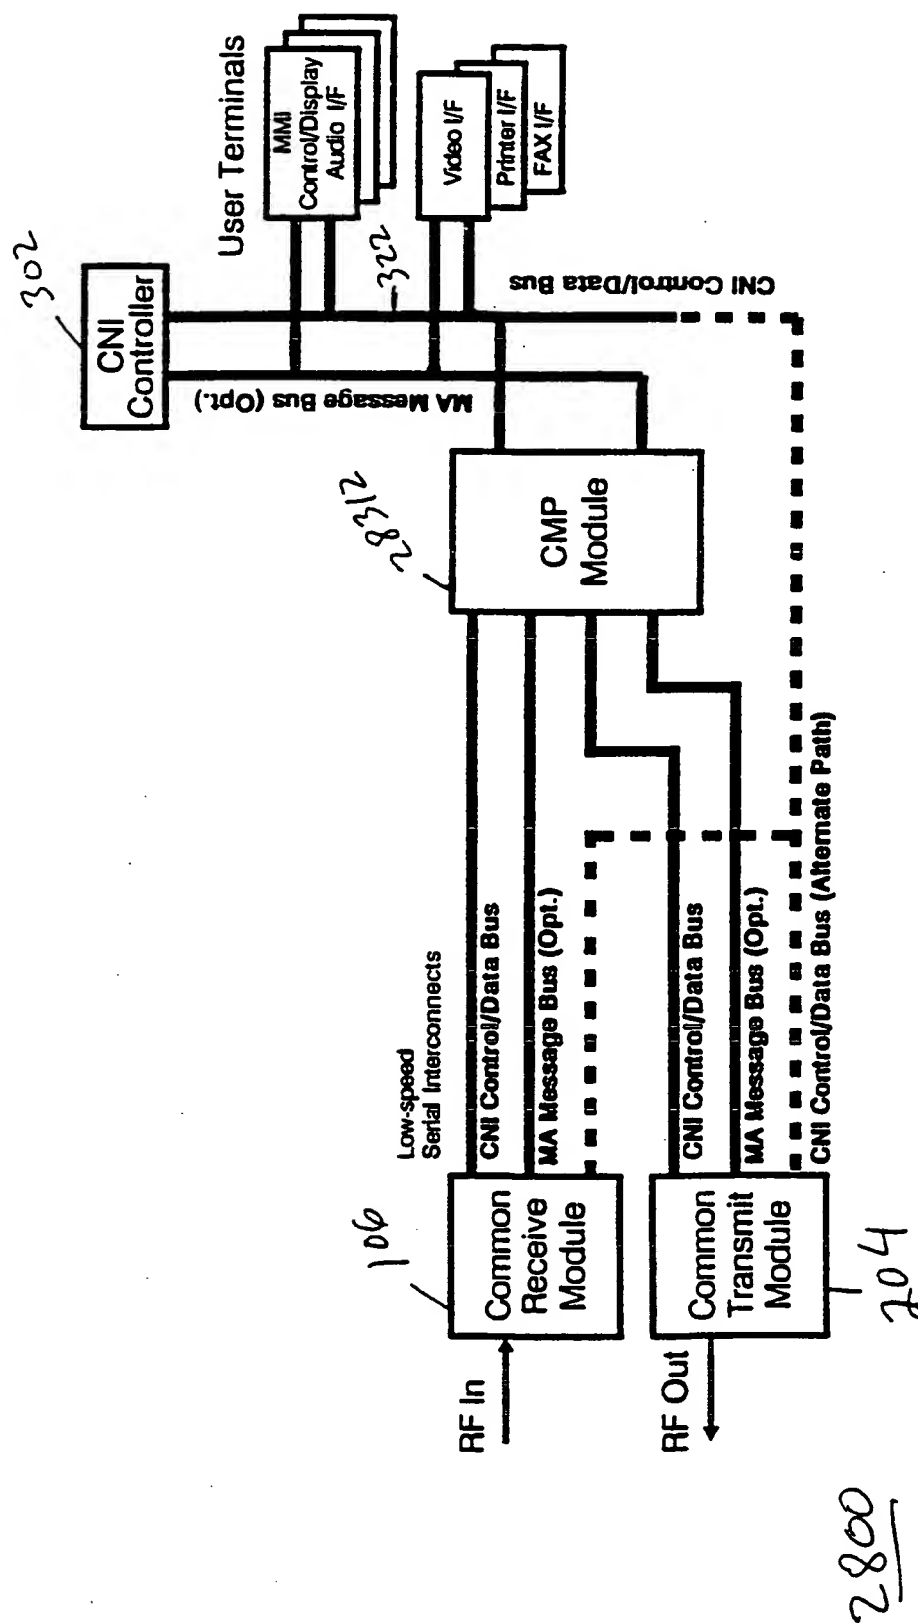 302
CNI
Controller
User Terminals
MMI
Control/Display
Audio I/F
Video I/F
Printer I/F
FAX I/F
322
MA Message Bus (Opt.)
CNI Control/Data Bus
28312
CMP
Module
Low-speed
Serial Interconnects
CNI Control/Data Bus
MA Message Bus (Opt.)
CNI Control/Data Bus
MA Message Bus (Opt.)
CNI Control/Data Bus (Alternate Path)
106
Common
Receive
Module
RF In
Common
Transmit
Module
204
RF Out
2800